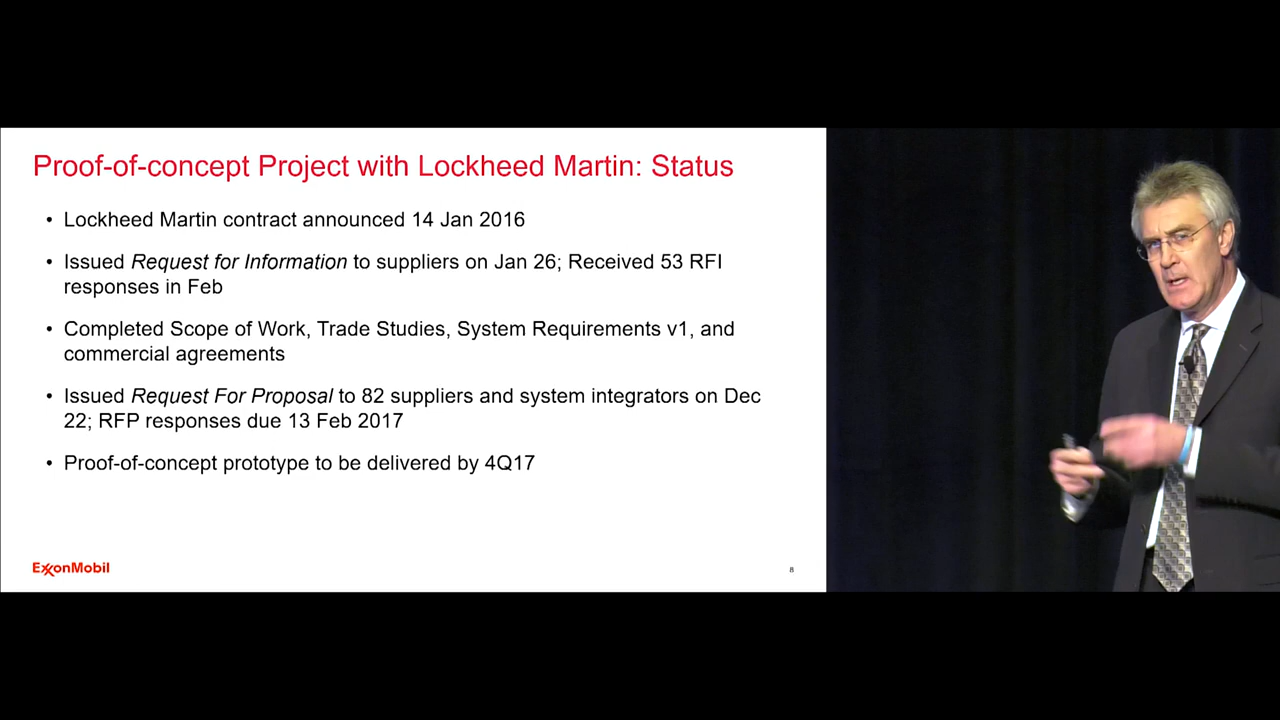 Proof-of-concept Project with Lockheed Martin: Status
• Lockheed Martin contract announced 14 Jan 2016
• Issued Request for Information to suppliers on Jan 26; Received 53 RFI
responses in Feb
• Completed Scope of Work, Trade Studies, System Requirements v1, and
commercial agreements
• Issued Request For Proposal to 82 suppliers and system integrators on Dec
22; RFP responses due 13 Feb 2017
• Proof-of-concept prototype to be delivered by 4Q17
ExxonMobil
8